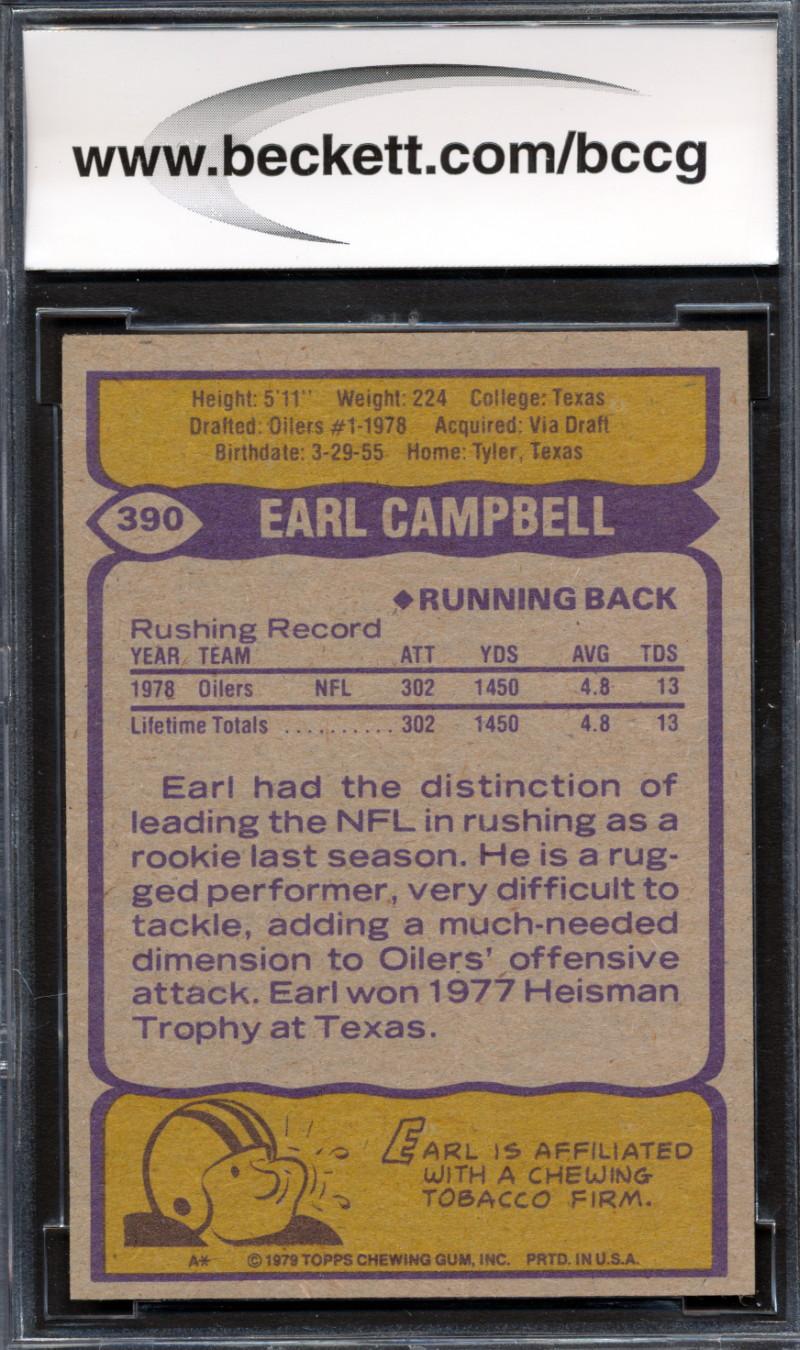 www.beckett.com/bccg
Height: 5'11" Weight: 224 College: Texas
Drafted: Oilers #1-1978 Acquired: Via Draft
Birthdate: 3-29-55 Home: Tyler, Texas
390 EARL CAMPBELL
◆RUNNING BACK
Rushing Record
YEAR TEAM ATT YDS AVG TDS
1978 Oilers NFL 302 1450 4.8 13
Lifetime Totals .......... 302 1450 4.8 13
Earl had the distinction of
leading the NFL in rushing as a
rookie last season. He is a rug-
ged performer, very difficult to
tackle, adding a much-needed
dimension to Oilers' offensive
attack. Earl won 1977 Heisman
Trophy at Texas.
EARL IS AFFILIATED
WITH A CHEWING
TOBACCO FIRM.
A* © 1979 TOPPS CHEWING GUM, INC. PRTD. IN U.S.A.